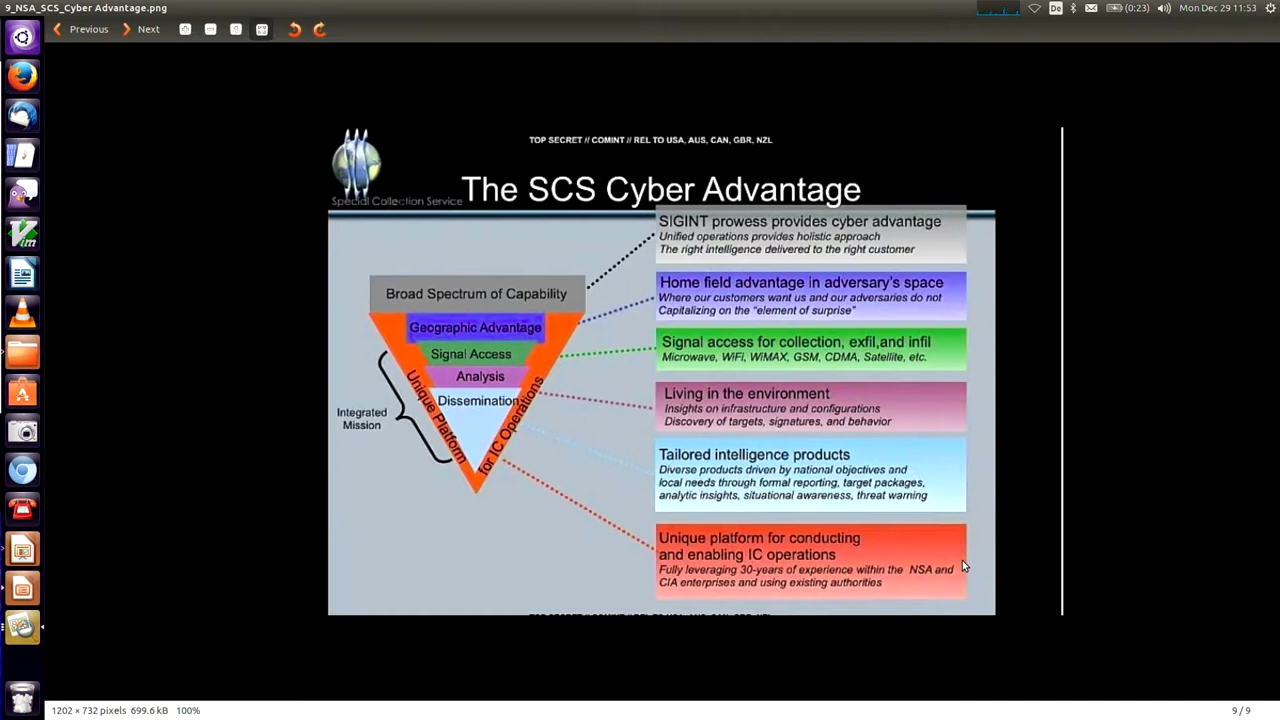 9_NSA_SCS_Cyber Advantage.png
De
(0:23)
Mon Dec 29 11:53
Previous
Next
TOP SECRET // COMINT // REL TO USA, AUS, CAN, GBR, NZL
Special Collection Service
The SCS Cyber Advantage
SIGINT prowess provides cyber advantage
Unified operations provides holistic approach
The right intelligence delivered to the right customer
Broad Spectrum of Capability
Home field advantage in adversary's space
Where our customers want us and our adversaries do not
Capitalizing on the "element of surprise"
Geographic Advantage
Signal Access
Signal access for collection, exfil,and infil
Microwave, WiFi, WiMAX, GSM, CDMA, Satellite, etc.
Analysis
Dissemination
Living in the environment
Insights on infrastructure and configurations
Discovery of targets, signatures, and behavior
Integrated
Mission
Unique Platform
for IC Operations
Tailored intelligence products
Diverse products driven by national objectives and
local needs through formal reporting, target packages,
analytic insights, situational awareness, threat warning
Unique platform for conducting
and enabling IC operations
Fully leveraging 30-years of experience within the NSA and
CIA enterprises and using existing authorities
Vim
1202 × 732 pixels 699.6 kB 100%
9 / 9